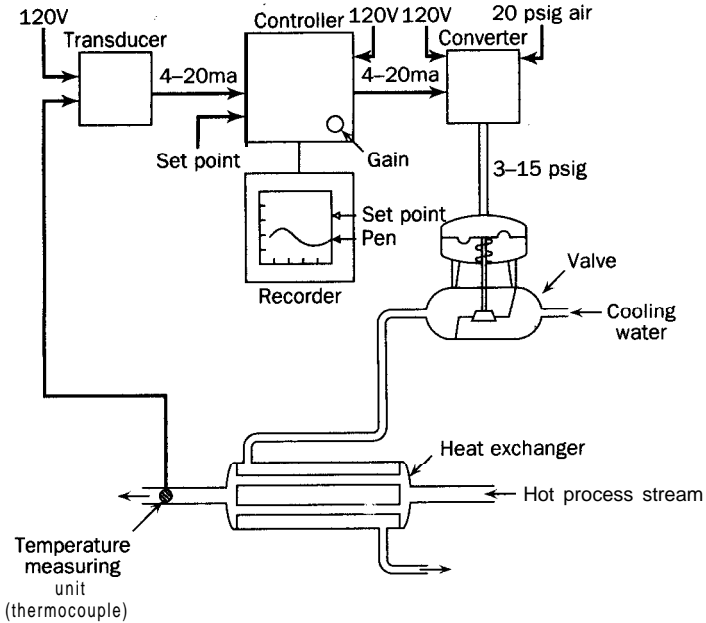 120V
Transducer
Controller
120V
120V
20 psig air
Converter
4–20ma
4–20ma
Set point
Gain
3–15 psig
Set point
Pen
Recorder
Valve
Cooling
water
Heat exchanger
Hot process stream
Temperature
measuring
unit
(thermocouple)